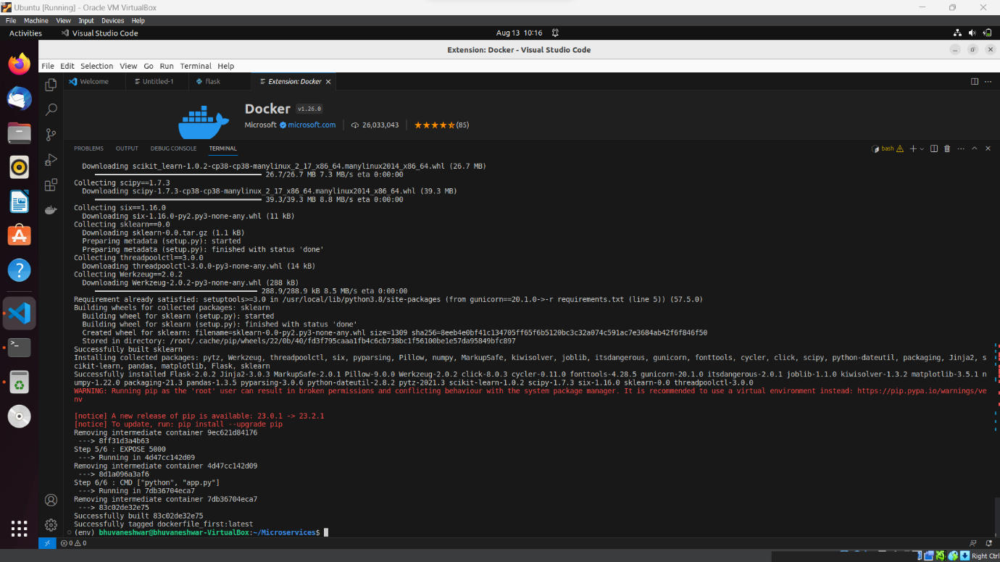 Ubuntu [Running] - Oracle VM VirtualBox
File Machine View Input Devices Help
Activities Visual Studio Code Aug 13 10:16
Extension: Docker - Visual Studio Code
File Edit Selection View Go Run Terminal Help
Welcome Untitled-1 flask Extension: Docker
Docker v1.26.0
Microsoft microsoft.com 26,033,043 (85)
PROBLEMS OUTPUT DEBUG CONSOLE TERMINAL bash
Downloading scikit_learn-1.0.2-cp38-cp38-manylinux_2_17_x86_64.manylinux2014_x86_64.whl (26.7 MB)
26.7/26.7 MB 7.3 MB/s eta 0:00:00
Collecting scipy==1.7.3
Downloading scipy-1.7.3-cp38-cp38-manylinux_2_17_x86_64.manylinux2014_x86_64.whl (39.3 MB)
39.3/39.3 MB 8.8 MB/s eta 0:00:00
Collecting six==1.16.0
Downloading six-1.16.0-py2.py3-none-any.whl (11 kB)
Collecting sklearn==0.0
Downloading sklearn-0.0.tar.gz (1.1 kB)
Preparing metadata (setup.py): started
Preparing metadata (setup.py): finished with status 'done'
Collecting threadpoolctl==3.0.0
Downloading threadpoolctl-3.0.0-py3-none-any.whl (14 kB)
Collecting Werkzeug==2.0.2
Downloading Werkzeug-2.0.2-py3-none-any.whl (288 kB)
288.9/288.9 kB 8.5 MB/s eta 0:00:00
Requirement already satisfied: setuptools>=3.0 in /usr/local/lib/python3.8/site-packages (from gunicorn==20.1.0->-r requirements.txt (line 5)) (57.5.0)
Building wheels for collected packages: sklearn
Building wheel for sklearn (setup.py): started
Building wheel for sklearn (setup.py): finished with status 'done'
Created wheel for sklearn: filename=sklearn-0.0-py2.py3-none-any.whl size=1309 sha256=8eeb4e0bf41c134705ff65f6b5120bc3c32a074c591ac7e3684ab42f6f846f50
Stored in directory: /root/.cache/pip/wheels/22/0b/40/fd3f795caaa1fb4c6cb738bc1f56100be1e57da95849bfc897
Successfully built sklearn
Installing collected packages: pytz, Werkzeug, threadpoolctl, six, pyparsing, Pillow, numpy, MarkupSafe, kiwisolver, joblib, itsdangerous, gunicorn, fonttools, cycler, click, scipy, python-dateutil, packaging, Jinja2, s
cikit-learn, pandas, matplotlib, Flask, sklearn
Successfully installed Flask-2.0.2 Jinja2-3.0.3 MarkupSafe-2.0.1 Pillow-9.0.0 Werkzeug-2.0.2 click-8.0.3 cycler-0.11.0 fonttools-4.28.5 gunicorn-20.1.0 itsdangerous-2.0.1 joblib-1.1.0 kiwisolver-1.3.2 matplotlib-3.5.1 n
umpy-1.22.0 packaging-21.3 pandas-1.3.5 pyparsing-3.0.6 python-dateutil-2.8.2 pytz-2021.3 scikit-learn-1.0.2 scipy-1.7.3 six-1.16.0 sklearn-0.0 threadpoolctl-3.0.0
WARNING: Running pip as the 'root' user can result in broken permissions and conflicting behaviour with the system package manager. It is recommended to use a virtual environment instead: https://pip.pypa.io/warnings/ve
nv
[notice] A new release of pip is available: 23.0.1 -> 23.2.1
[notice] To update, run: pip install --upgrade pip
Removing intermediate container 9ec621d84176
---> 8ff31d3a4b63
Step 5/6 : EXPOSE 5000
---> Running in 4d47cc142d09
Removing intermediate container 4d47cc142d09
---> 8d1a096a3af6
Step 6/6 : CMD ["python", "app.py"]
---> Running in 7db36704eca7
Removing intermediate container 7db36704eca7
---> 83c02de32e75
Successfully built 83c02de32e75
Successfully tagged dockerfile_first:latest
(env) bhuvaneshwar@bhuvaneshwar-VirtualBox:~/Microservices$
0 0
Right Ctrl